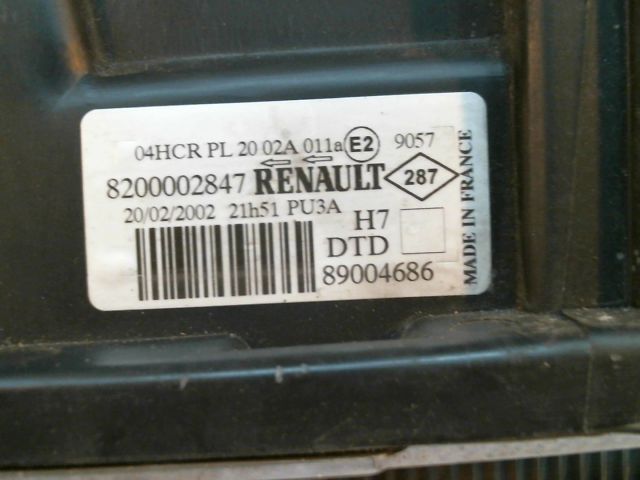 04HCR PL 20 02A 011a E2 9057
8200002847 RENAULT 287
20/02/2002 21h51 PU3A
H7
DTD
89004686
MADE IN FRANCE